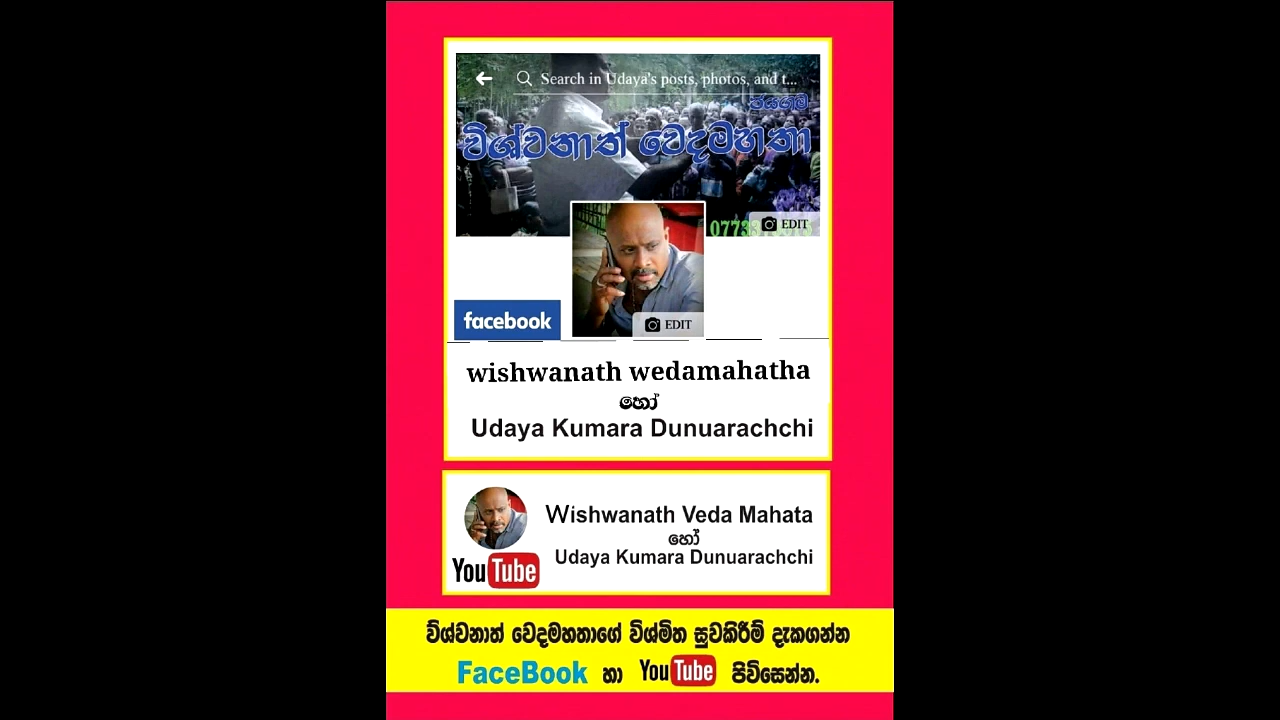 Search in Udaya's posts, photos, and t...
ජයගුම
විශ්වනාත් වෙදමහතා
EDIT
EDIT
facebook
wishwanath wedamahatha
හෝ
Udaya Kumara Dunuarachchi
Wishwanath Veda Mahata
හෝ
Udaya Kumara Dunuarachchi
YouTube
විශ්වනාත් වෙදමහතාගේ විශ්මිත සුවකිරීම් දැකගන්න
FaceBook හා YouTube පිවිසෙන්න.